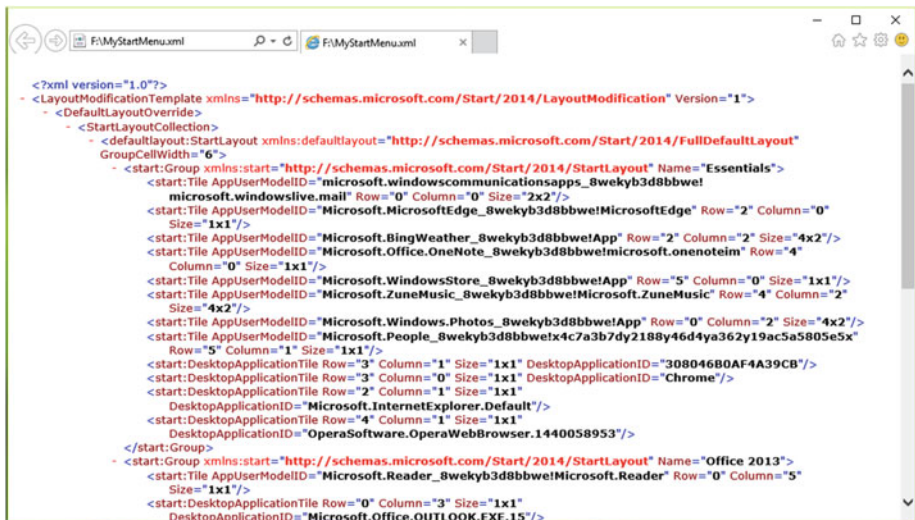 F:\MyStartMenu.xml
F:\MyStartMenu.xml
<?xml version="1.0"?>
- <LayoutModificationTemplate xmlns="http://schemas.microsoft.com/Start/2014/LayoutModification" Version="1">
- <DefaultLayoutOverride>
- <StartLayoutCollection>
- <defaultlayout:StartLayout xmlns:defaultlayout="http://schemas.microsoft.com/Start/2014/FullDefaultLayout"
GroupCellWidth="6">
- <start:Group xmlns:start="http://schemas.microsoft.com/Start/2014/StartLayout" Name="Essentials">
<start:Tile AppUserModelID="microsoft.windowscommunicationsapps_8wekyb3d8bbwe!
microsoft.windowslive.mail" Row="0" Column="0" Size="2x2"/>
<start:Tile AppUserModelID="Microsoft.MicrosoftEdge_8wekyb3d8bbwe!MicrosoftEdge" Row="2" Column="0"
Size="1x1"/>
<start:Tile AppUserModelID="Microsoft.BingWeather_8wekyb3d8bbwe!App" Row="2" Column="2" Size="4x2"/>
<start:Tile AppUserModelID="Microsoft.Office.OneNote_8wekyb3d8bbwe!microsoft.onenoteim" Row="4"
Column="0" Size="1x1"/>
<start:Tile AppUserModelID="Microsoft.WindowsStore_8wekyb3d8bbwe!App" Row="5" Column="0" Size="1x1"/>
<start:Tile AppUserModelID="Microsoft.ZuneMusic_8wekyb3d8bbwe!Microsoft.ZuneMusic" Row="4" Column="2"
Size="4x2"/>
<start:Tile AppUserModelID="Microsoft.Windows.Photos_8wekyb3d8bbwe!App" Row="0" Column="2" Size="4x2"/>
<start:Tile AppUserModelID="Microsoft.People_8wekyb3d8bbwe!x4c7a3b7dy2188y46d4ya362y19ac5a5805e5x"
Row="5" Column="1" Size="1x1"/>
<start:DesktopApplicationTile Row="3" Column="1" Size="1x1" DesktopApplicationID="308046B0AF4A39CB"/>
<start:DesktopApplicationTile Row="3" Column="0" Size="1x1" DesktopApplicationID="Chrome"/>
<start:DesktopApplicationTile Row="2" Column="1" Size="1x1"
DesktopApplicationID="Microsoft.InternetExplorer.Default"/>
<start:DesktopApplicationTile Row="4" Column="1" Size="1x1"
DesktopApplicationID="OperaSoftware.OperaWebBrowser.1440058953"/>
</start:Group>
- <start:Group xmlns:start="http://schemas.microsoft.com/Start/2014/StartLayout" Name="Office 2013">
<start:Tile AppUserModelID="Microsoft.Reader_8wekyb3d8bbwe!Microsoft.Reader" Row="0" Column="5"
Size="1x1"/>
<start:DesktopApplicationTile Row="0" Column="3" Size="1x1"
DesktopApplicationID="Microsoft.Office.OUTLOOK.EXE.15"/>